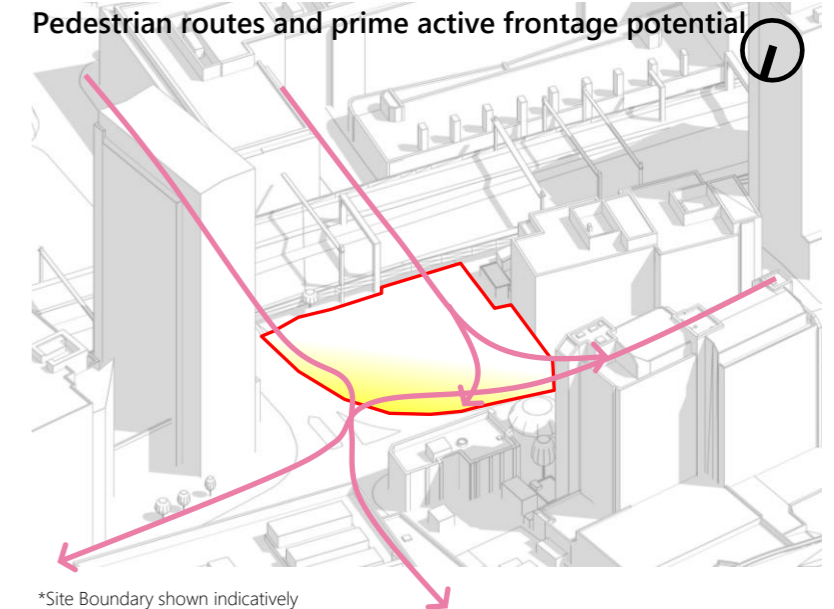 Pedestrian routes and prime active frontage potential
*Site Boundary shown indicatively